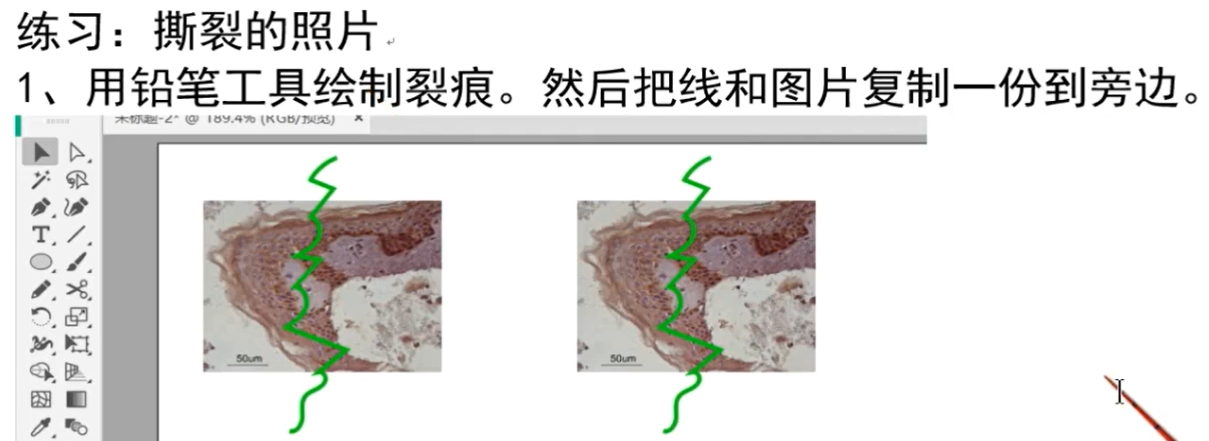 练习：撕裂的照片
1、用铅笔工具绘制裂痕。然后把线和图片复制一份到旁边。
未标题-2* @ 189.4% (RGB/预览) ×
T
50um
50um